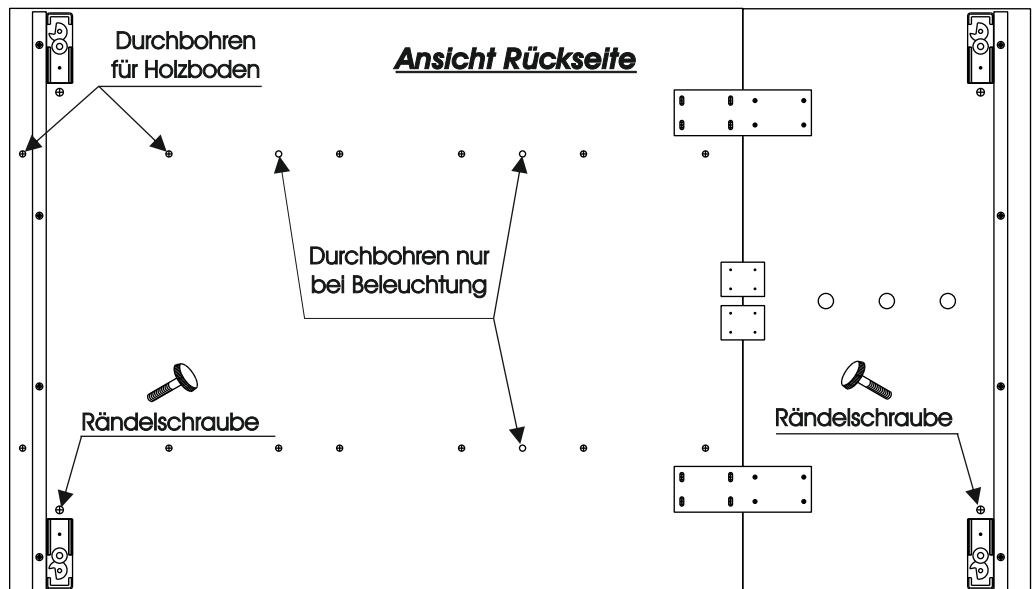 Durchbohren
für Holzboden
Ansicht Rückseite
Durchbohren nur
bei Beleuchtung
Rändelschraube
Rändelschraube